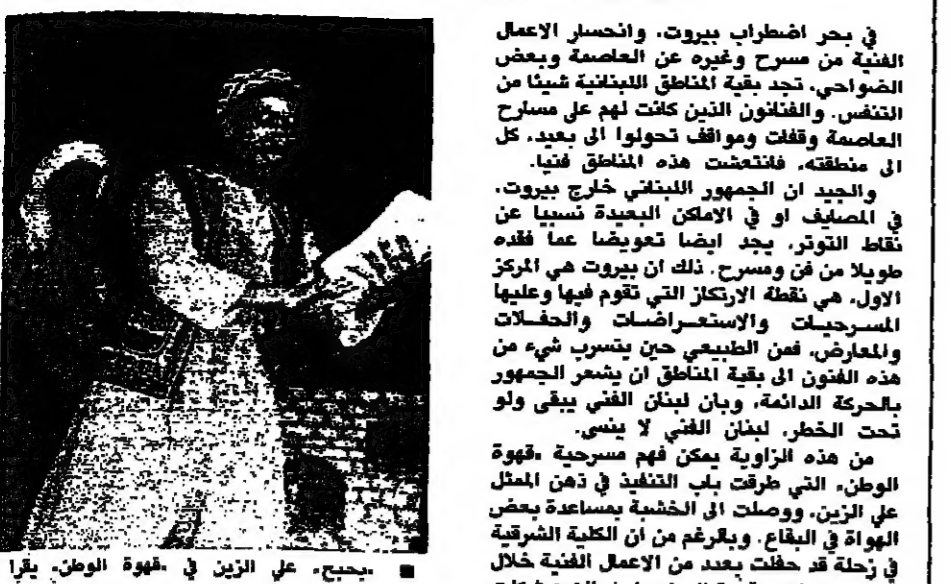 في بحر اضطراب بيروت، وانحسار الاعمال
الفنية من مسرح وغيره عن العاصمة وبعض
الضواحي، تجد بقية المناطق اللبنانية شيئا من
التنفس. والفنانون الذين كانت لهم على مسارح
العاصمة وقفات ومواقف تحولوا الى بعيد، كل
الى منطقته، فانتعشت هذه المناطق فنيا.
والجيد ان الجمهور اللبناني خارج بيروت،
في المصايف او في الاماكن البعيدة نسبيا عن
نقاط التوتر، يجد ايضا تعويضا عما فقده
طويلا من فن ومسرح. ذلك ان بيروت هي المركز
الاول، هي نقطة الارتكاز التي تقوم فيها وعليها
المسرحيات والاستعراضات والحفلات
والمعارض، فمن الطبيعي حين يتسرب شيء من
هذه الفنون الى بقية المناطق ان يشعر الجمهور
بالحركة الدائمة، وبان لبنان الفني يبقى ولو
تحت الخطر. لبنان الفني لا ينسى.
من هذه الزاوية يمكن فهم مسرحية «قهوة
الوطن» التي طرقت باب التنفيذ في ذهن الممثل
علي الزين، ووصلت الى الخشبة بمساعدة بعض
الهواة في البقاع. وبالرغم من ان الكلية الشرقية
في زحلة قد حفلت بعدد من الاعمال الفنية خلال
■ «يحبح» علي الزين في «قهوة الوطن» يقرا